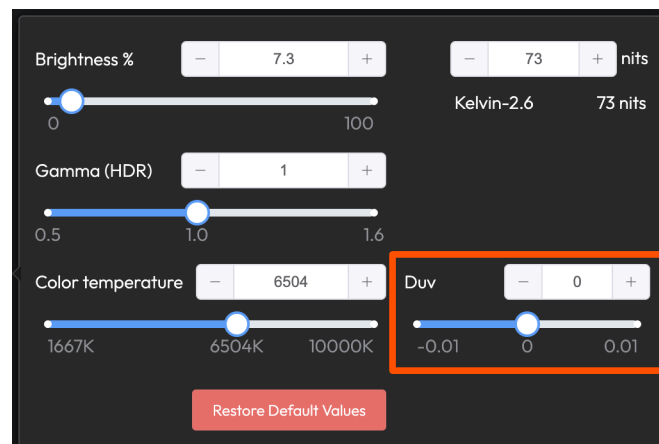 Brightness % − 7.3 + − 73 + nits
0 100 Kelvin-2.6 73 nits
Gamma (HDR) − 1 +
0.5 1.0 1.6
Color temperature − 6504 + Duv − 0 +
1667K 6504K 10000K -0.01 0 0.01
Restore Default Values